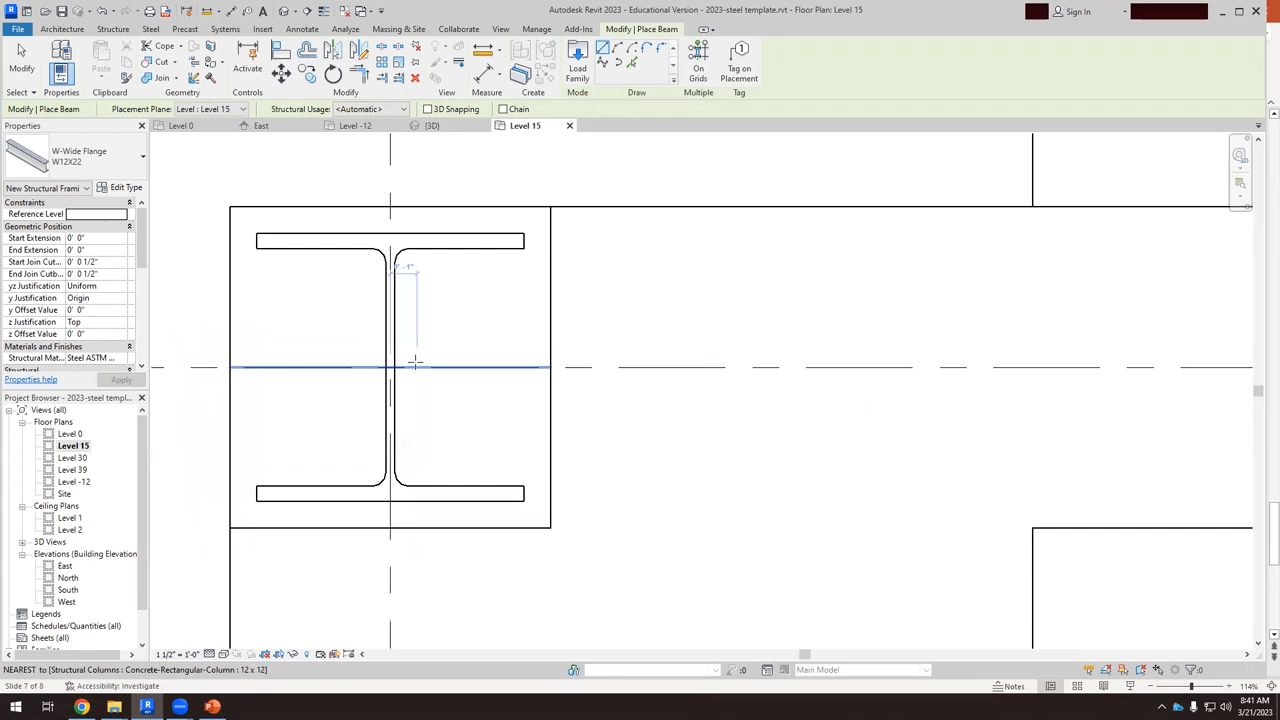 Autodesk Revit 2023 - Educational Version - 2023-steel template.rvt - Floor Plan: Level 15
Sign In
File Architecture Structure Steel Precast Systems Insert Annotate Analyze Massing & Site Collaborate View Manage Add-Ins Modify | Place Beam
Modify
Properties
Paste
Cope
Cut
Join
Activate
Load
Family
On
Grids
Tag on
Placement
Select Properties Clipboard Geometry Controls Modify View Measure Create Mode Draw Multiple Tag
Modify | Place Beam Placement Plane: Level : Level 15 Structural Usage: <Automatic> 3D Snapping Chain
Properties
Level 0 East Level -12 {3D} Level 15
W-Wide Flange
W12X22
New Structural Frami Edit Type
Constraints
Reference Level
Geometric Position
Start Extension 0' 0"
End Extension 0' 0"
Start Join Cutb... 0' 0 1/2"
End Join Cutb... 0' 0 1/2"
yz Justification Uniform
y Justification Origin
y Offset Value 0' 0"
z Justification Top
z Offset Value 0' 0"
Materials and Finishes
Structural Mat... Steel ASTM ...
Structural
Properties help Apply
Project Browser - 2023-steel templ...
Views (all)
Floor Plans
Level 0
Level 15
Level 30
Level 39
Level -12
Site
Ceiling Plans
Level 1
Level 2
3D Views
Elevations (Building Elevation
East
North
South
West
Legends
Schedules/Quantities (all)
Sheets (all)
1 1/2" = 1'-0"
NEAREST to [Structural Columns : Concrete-Rectangular-Column : 12 x 12]
:0
Main Model
:0
Slide 7 of 8 Accessibility: Investigate Notes 114%
8:41 AM
3/21/2023